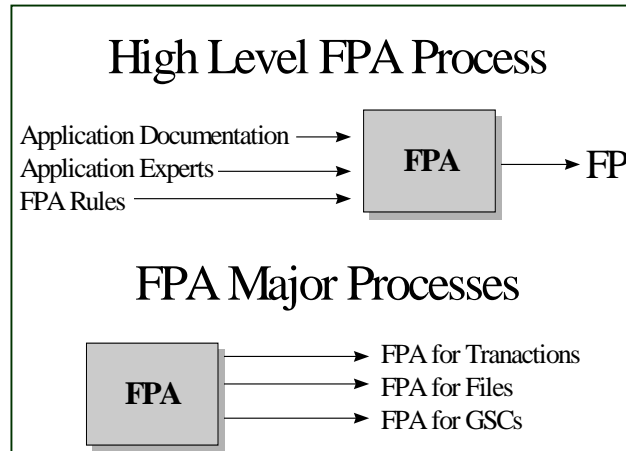 High Level FPA Process
Application Documentation
Application Experts
FPA Rules
FPA
FP
FPA Major Processes
FPA
FPA for Tranactions
FPA for Files
FPA for GSCs